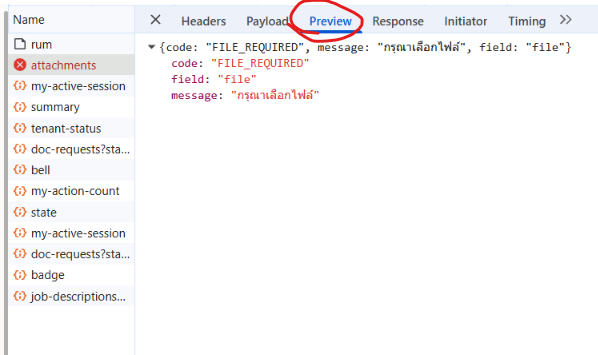 Name
Headers Payload Preview Response Initiator Timing
rum
{code: "FILE_REQUIRED", message: "กรุณาเลือกไฟล์", field: "file"}
attachments
code: "FILE_REQUIRED"
my-active-session
field: "file"
summary
message: "กรุณาเลือกไฟล์"
tenant-status
doc-requests?sta...
bell
my-action-count
state
my-active-session
doc-requests?sta...
badge
job-descriptions...